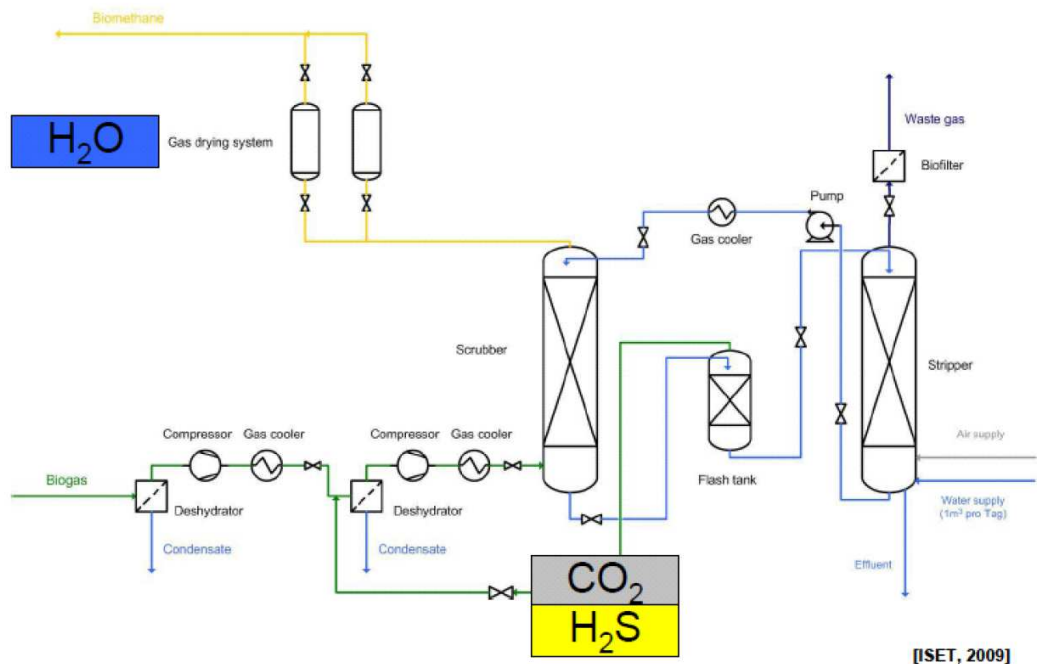 Biomethane
H₂O
Gas drying system
Waste gas
Biofilter
Pump
Gas cooler
Scrubber
Stripper
Compressor
Gas cooler
Compressor
Gas cooler
Air supply
Flash tank
Biogas
Deshydrator
Deshydrator
Water supply
(1m³ pro Tag)
Condensate
Condensate
Effluent
CO₂
H₂S
[ISET, 2009]